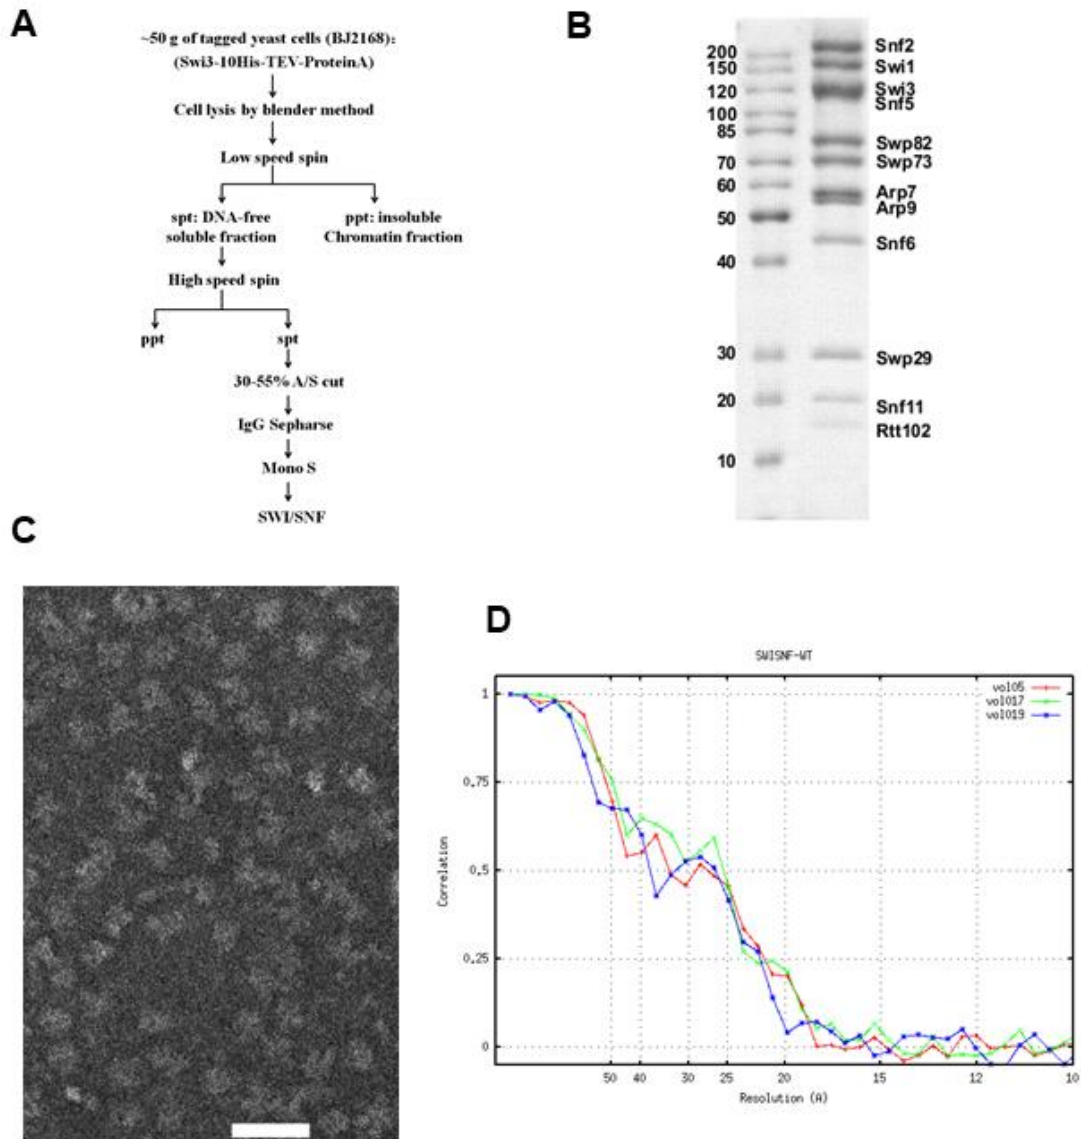 A
~50 g of tagged yeast cells (BJ2168):
(Swi3-10His-TEV-ProteinA)
Cell lysis by blender method
Low speed spin
spt: DNA-free
soluble fraction
ppt: insoluble
Chromatin fraction
High speed spin
ppt
spt
30-55% A/S cut
IgG Sepharse
Mono S
SWI/SNF
B
200
150
120
100
85
70
60
50
40
30
20
10
Snf2
Swi1
Swi3
Snf5
Swp82
Swp73
Arp7
Arp9
Snf6
Swp29
Snf11
Rtt102
C
D
SWISNF-WT
vol05
vol017
vol019
1
0.75
0.5
0.25
0
Correlation
50 40 30 25 20 15 12 10
Resolution (A)